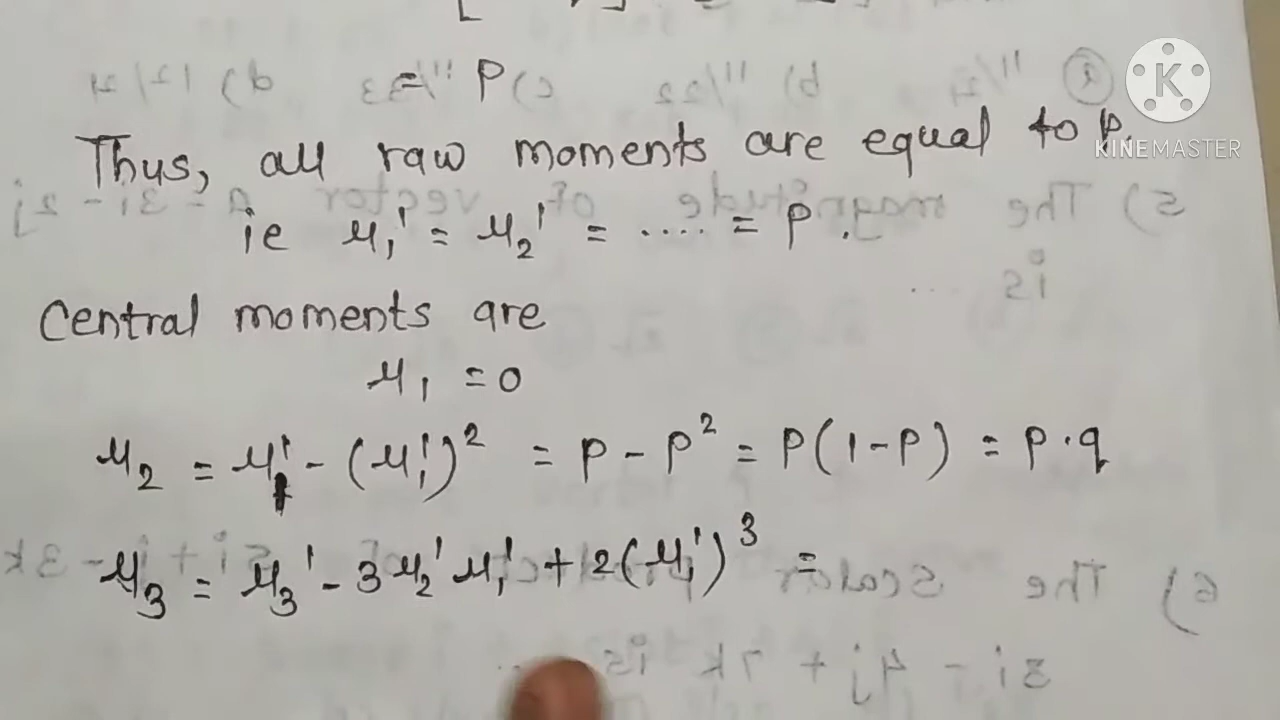 = P
Thus, all raw moments are equal to p.
ie μ₁' = μ₂' = ..... = P.
Central moments are
μ₁ = 0
μ₂ = μ' - (μ₁')² = P - P² = P(1-P) = P·q
μ₃ = μ₃' - 3μ₂'μ₁' + 2(μ₁')³ =
K
KINEMASTER